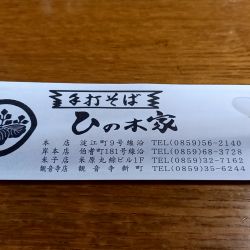 手打そば
ひの木家
本店 淀江町9号線沿 TEL(0859)56-2140
岸本店 伯耆町181号線沿 TEL(0859)68-3728
米子店 米原丸綜ビル1F TEL(0859)32-7162
観音寺店 観音寺新町 TEL(0859)35-6244